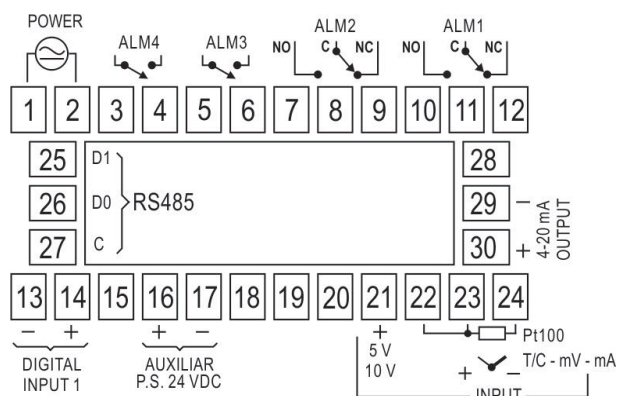 POWER
ALM4
ALM3
ALM2
ALM1
NO C NC NO C NC
1 2 3 4 5 6 7 8 9 10 11 12
25 D1 28
26 D0 RS485 29 −
27 C 30 +
4-20 mA
OUTPUT
13 14 15 16 17 18 19 20 21 22 23 24
− + + − +
DIGITAL
INPUT 1
AUXILIAR
P.S. 24 VDC
5 V
10 V
Pt100
+ − T/C - mV - mA
INPUT